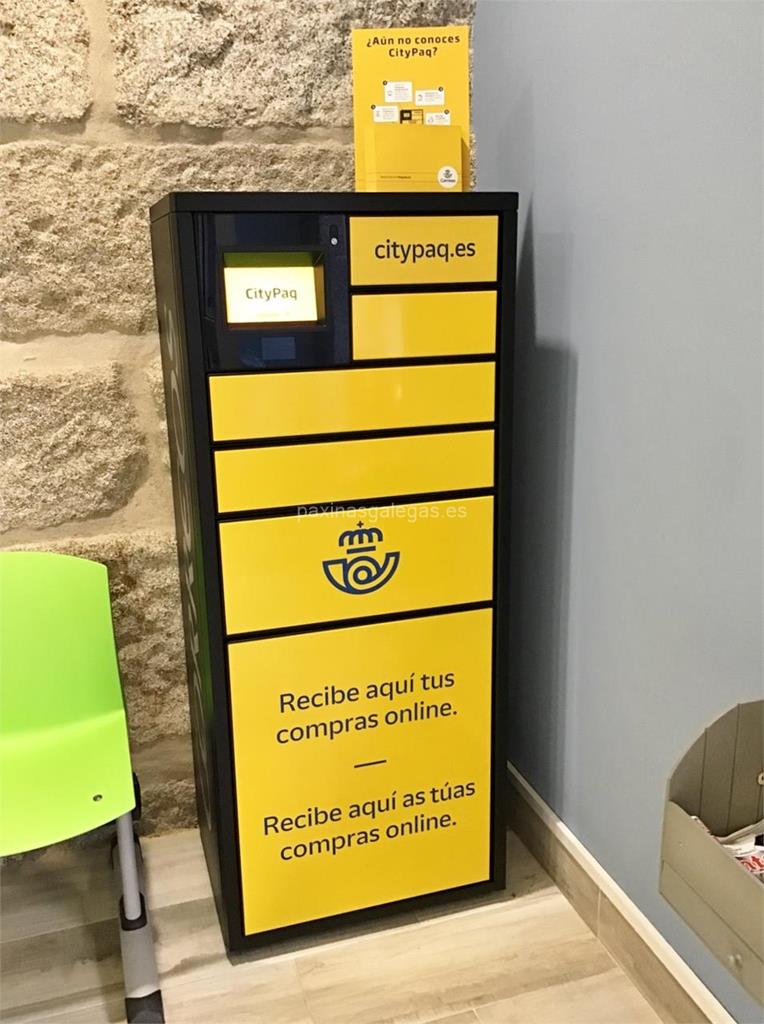 ¿Aún no conoces
CityPaq?
Correos
citypaq.es
CityPaq
paxinasgalegas.es
Recibe aquí tus
compras online.
Recibe aquí as túas
compras online.